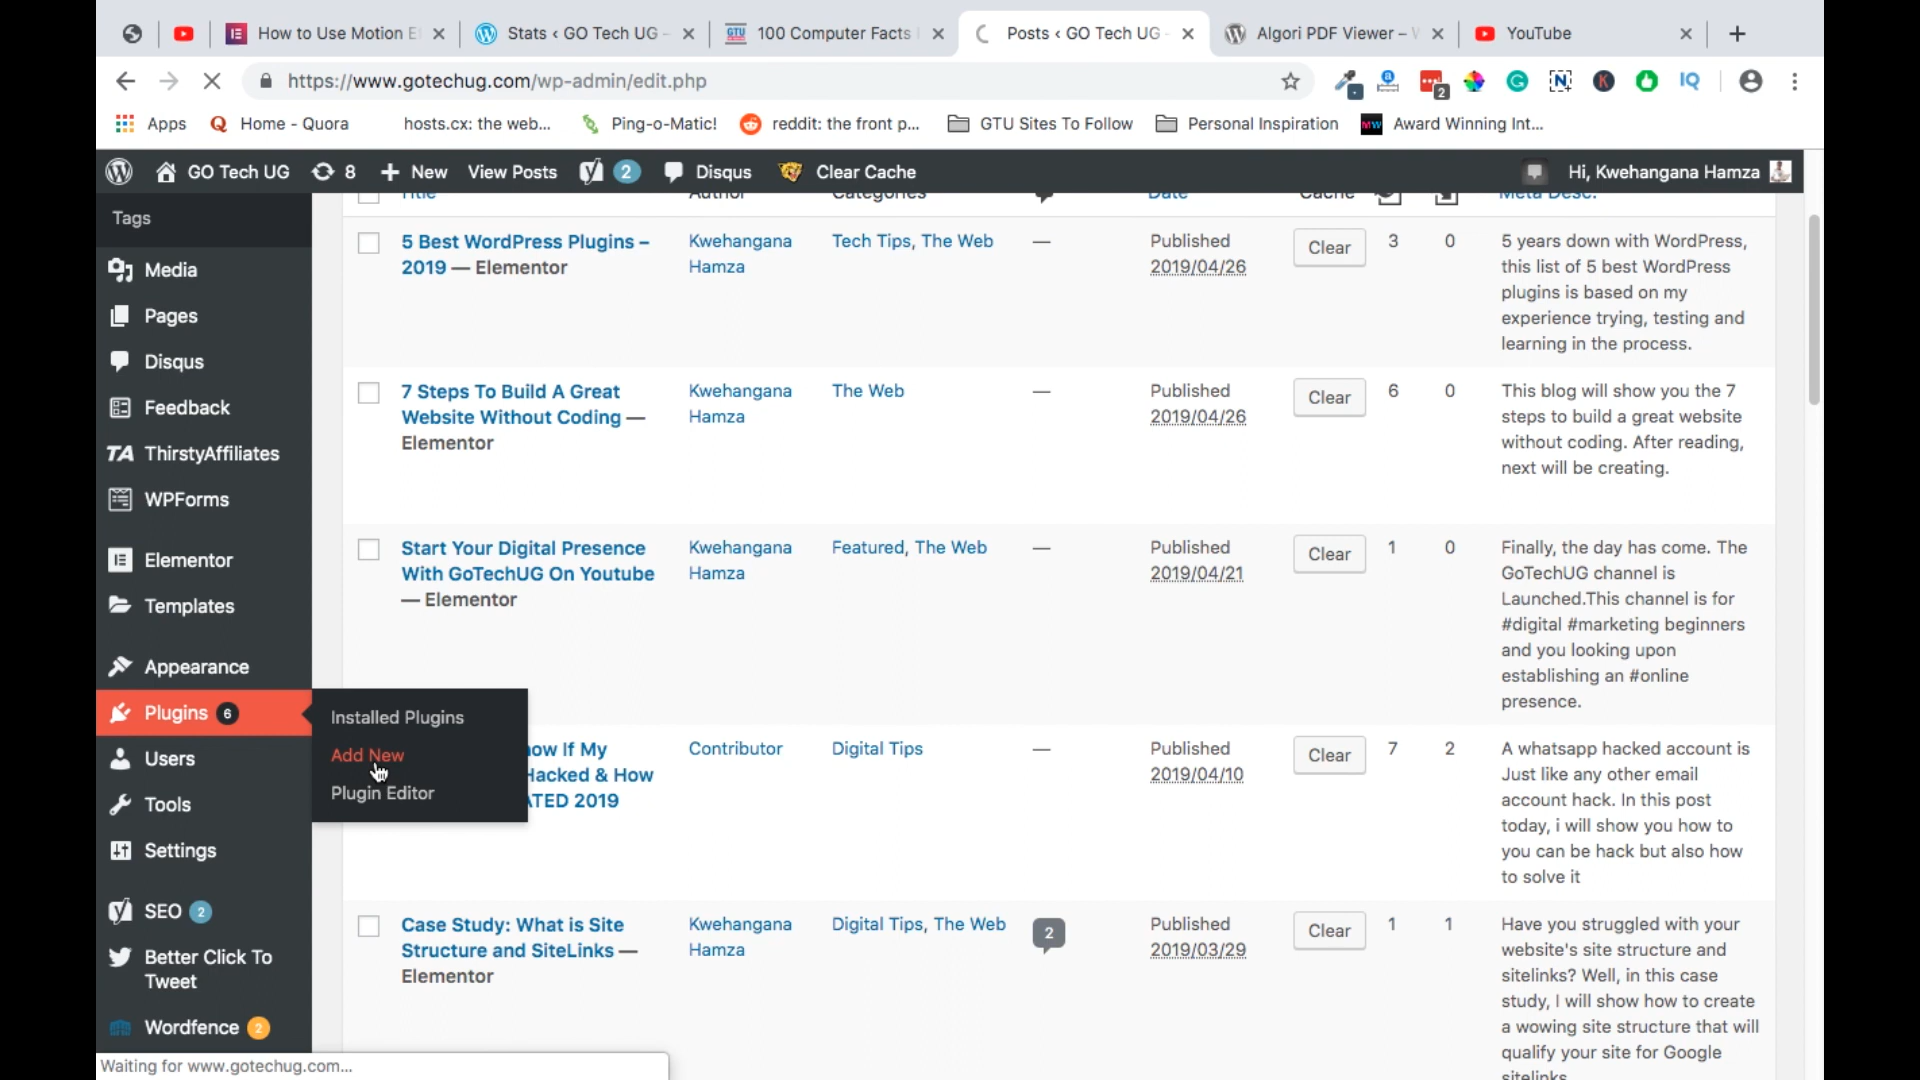 How to Use Motion E
Stats ‹ GO Tech UG -
100 Computer Facts
Posts ‹ GO Tech UG -
Algori PDF Viewer –
YouTube
https://www.gotechug.com/wp-admin/edit.php
2
IQ
Apps
Home - Quora
hosts.cx: the web...
Ping-o-Matic!
reddit: the front p...
GTU Sites To Follow
Personal Inspiration
Award Winning Int...
GO Tech UG
8
New
View Posts
2
Disqus
Clear Cache
Hi, Kwehangana Hamza
Title
Author
Categories
Date
Cache
Meta Desc.
Tags
Media
Pages
Disqus
Feedback
TA ThirstyAffiliates
WPForms
Elementor
Templates
Appearance
Plugins 6
Users
Tools
Settings
SEO 2
Better Click To
Tweet
Wordfence 2
Installed Plugins
Add New
Plugin Editor
5 Best WordPress Plugins –
2019 — Elementor
Kwehangana
Hamza
Tech Tips, The Web
—
Published
2019/04/26
Clear
3
0
5 years down with WordPress,
this list of 5 best WordPress
plugins is based on my
experience trying, testing and
learning in the process.
7 Steps To Build A Great
Website Without Coding —
Elementor
Kwehangana
Hamza
The Web
—
Published
2019/04/26
Clear
6
0
This blog will show you the 7
steps to build a great website
without coding. After reading,
next will be creating.
Start Your Digital Presence
With GoTechUG On Youtube
— Elementor
Kwehangana
Hamza
Featured, The Web
—
Published
2019/04/21
Clear
1
0
Finally, the day has come. The
GoTechUG channel is
Launched.This channel is for
#digital #marketing beginners
and you looking upon
establishing an #online
presence.
ow If My
Hacked & How
ATED 2019
Contributor
Digital Tips
—
Published
2019/04/10
Clear
7
2
A whatsapp hacked account is
Just like any other email
account hack. In this post
today, i will show you how to
you can be hack but also how
to solve it
Case Study: What is Site
Structure and SiteLinks —
Elementor
Kwehangana
Hamza
Digital Tips, The Web
2
Published
2019/03/29
Clear
1
1
Have you struggled with your
website's site structure and
sitelinks? Well, in this case
study, I will show how to create
a wowing site structure that will
qualify your site for Google
sitelinks
Waiting for www.gotechug.com...